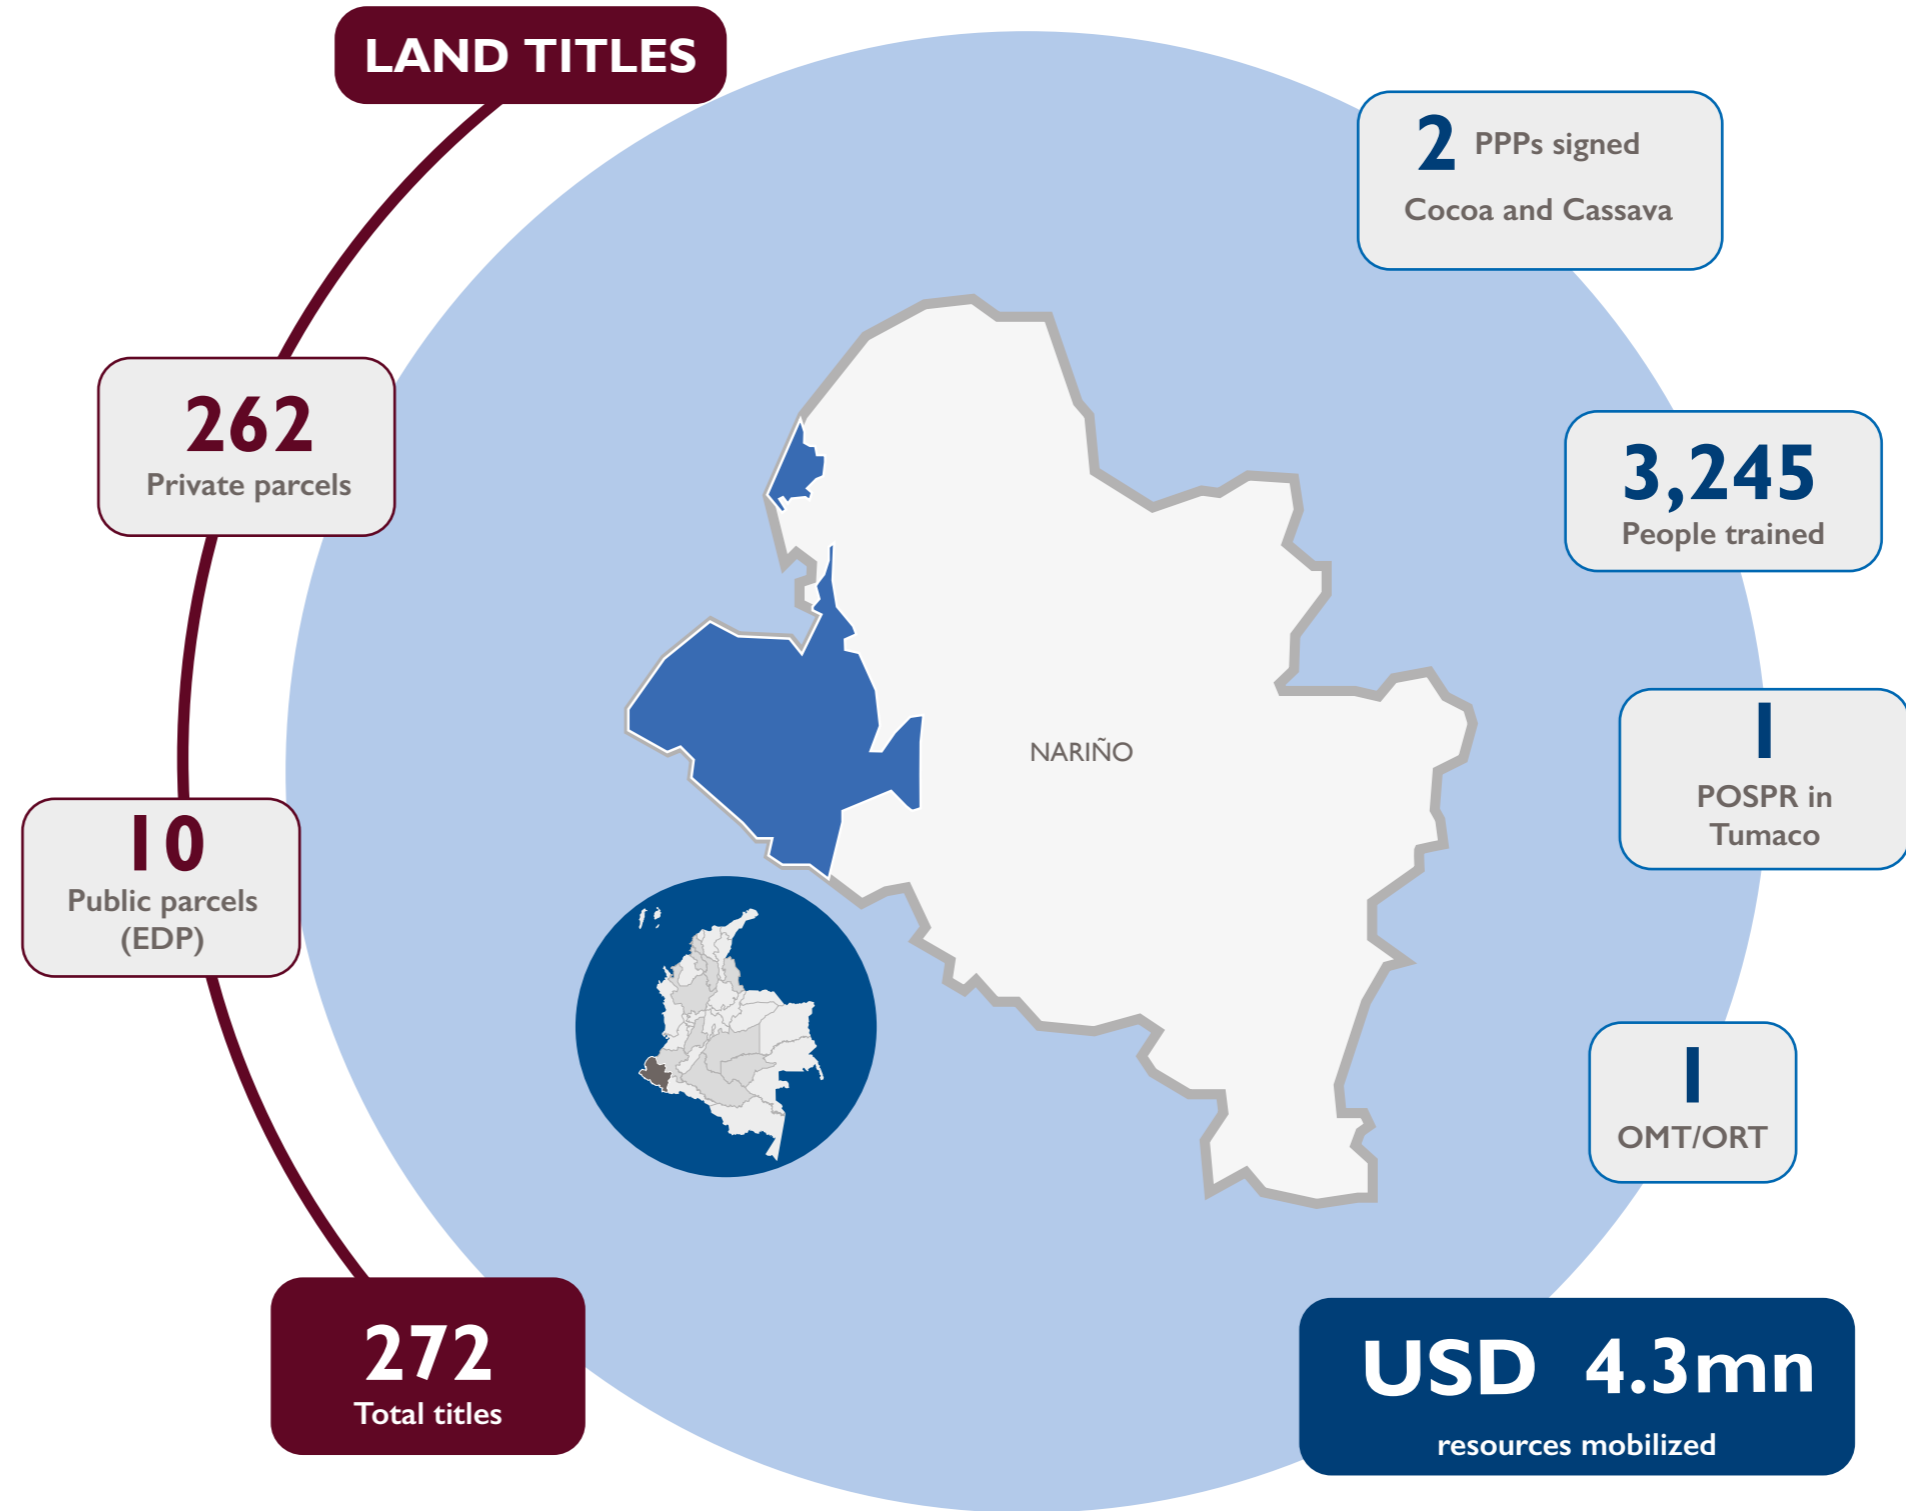 LAND TITLES
262
Private parcels
10
Public parcels
(EDP)
272
Total titles
NARIÑO
2 PPPs signed
Cocoa and Cassava
3,245
People trained
1
POSPR in
Tumaco
1
OMT/ORT
USD 4.3mn
resources mobilized